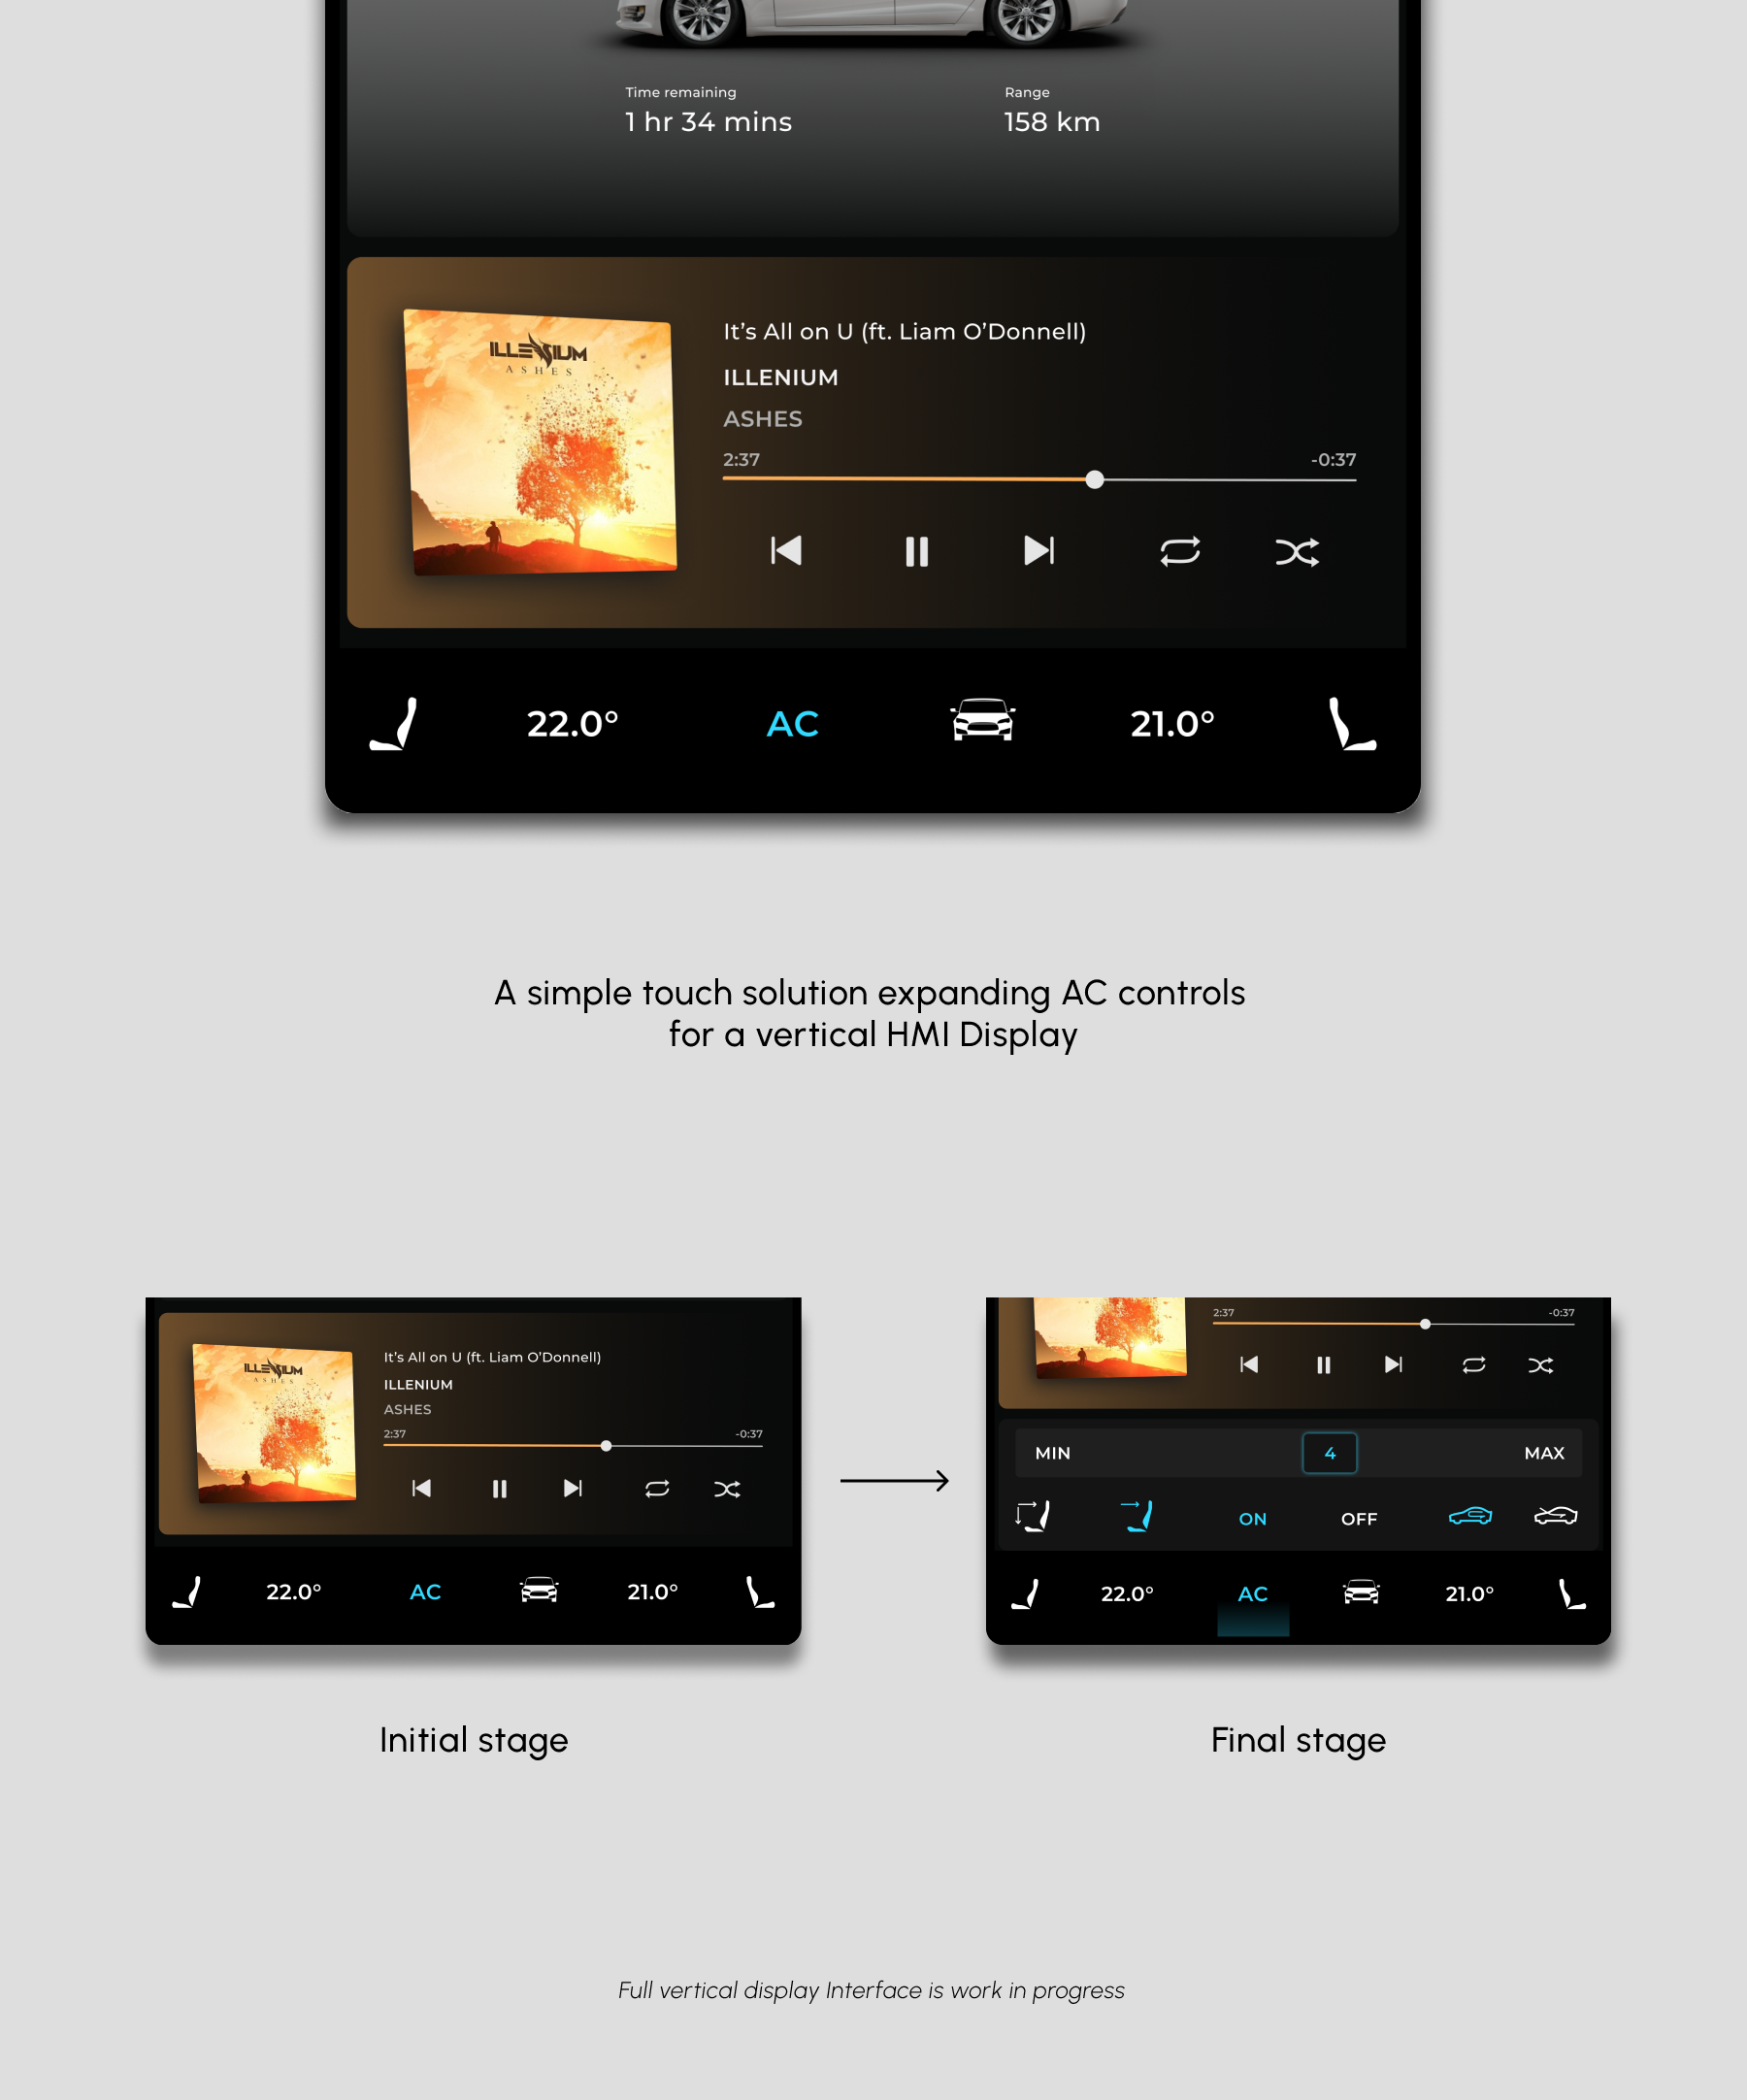 Time remaining
Range
1 hr 34 mins
158 km
ILLENIUM
ASHES
It’s All on U (ft. Liam O’Donnell)
ILLENIUM
ASHES
2:37
-0:37
22.0°
AC
21.0°
A simple touch solution expanding AC controls
for a vertical HMI Display
ILLENIUM
ASHES
It’s All on U (ft. Liam O’Donnell)
ILLENIUM
ASHES
2:37
-0:37
22.0°
AC
21.0°
Initial stage
2:37
-0:37
MIN
4
MAX
ON
OFF
22.0°
AC
21.0°
Final stage
Full vertical display Interface is work in progress